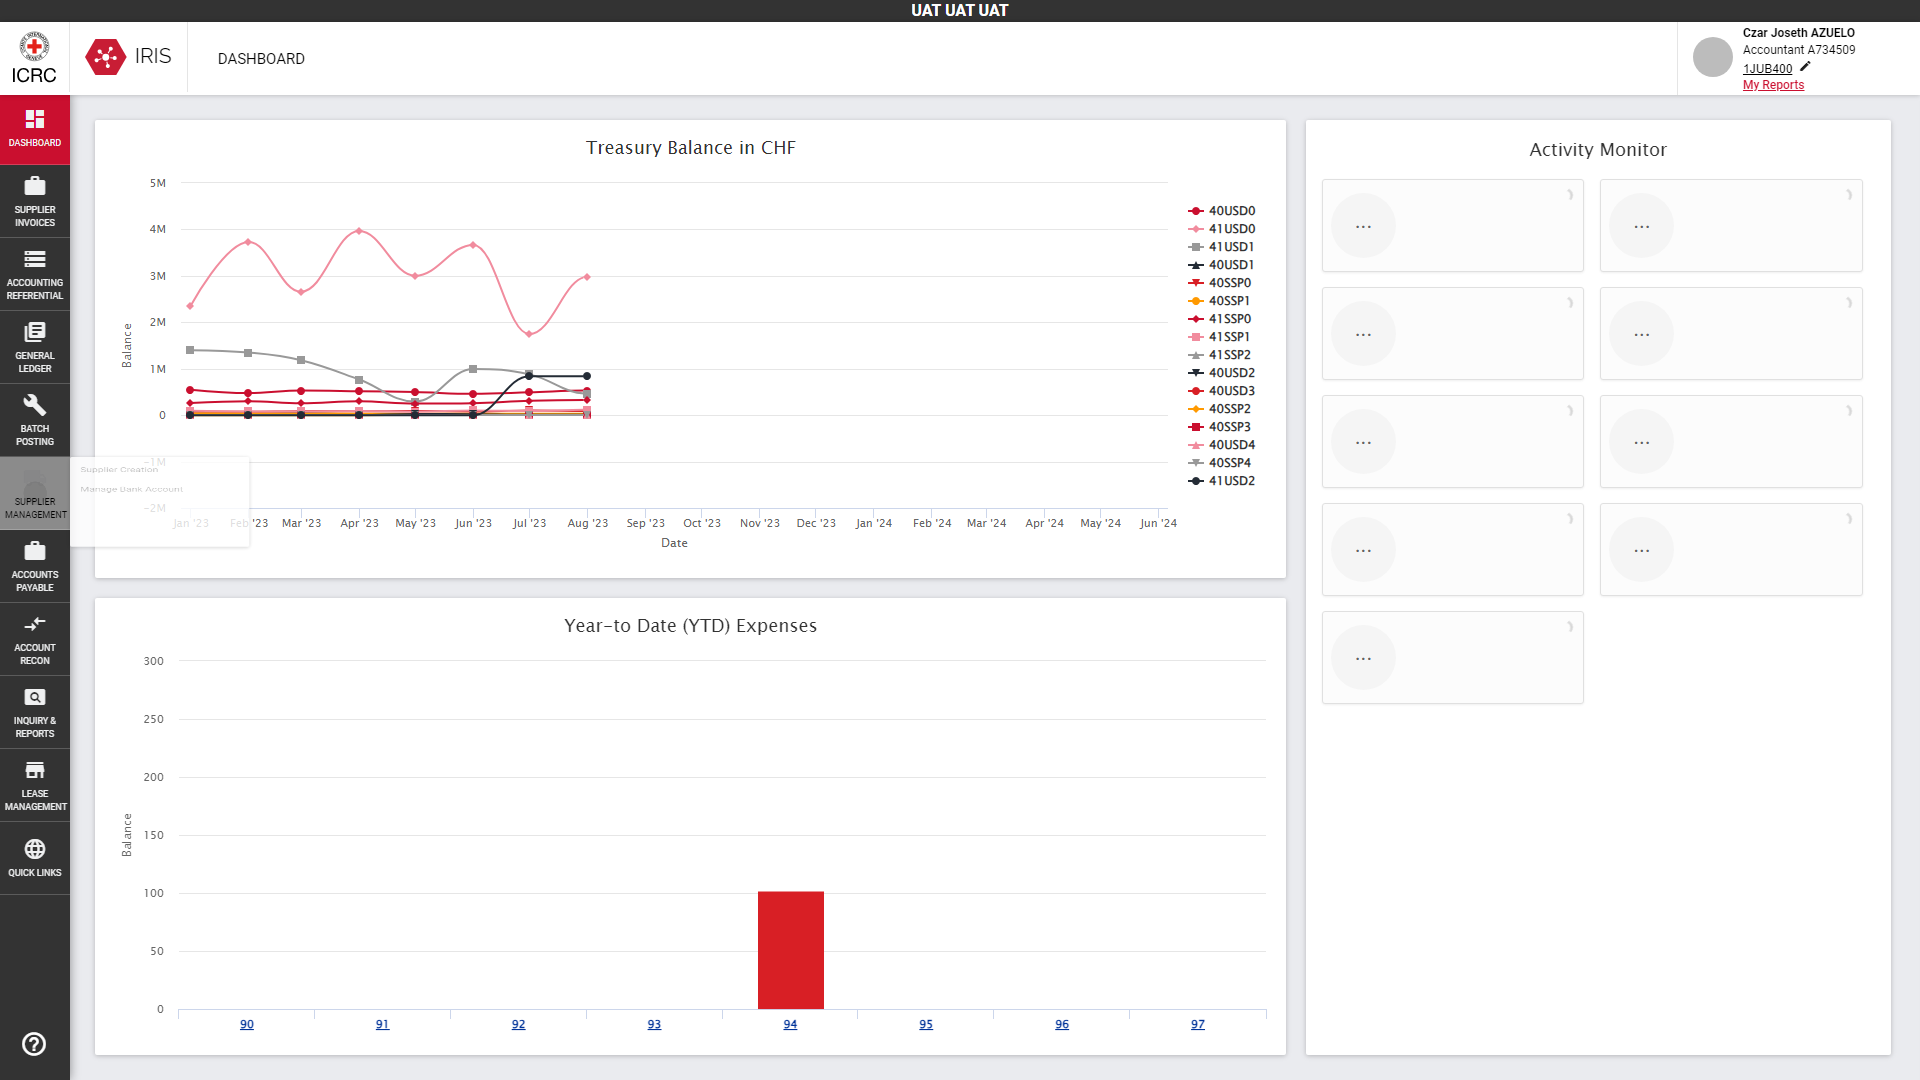 UAT UAT UAT
ICRC
IRIS
DASHBOARD
Czar Joseth AZUELO
Accountant A734509
1JUB400
My Reports
DASHBOARD
SUPPLIER
INVOICES
ACCOUNTING
REFERENTIAL
GENERAL
LEDGER
BATCH
POSTING
SUPPLIER
MANAGEMENT
Supplier Creation
Manage Bank Account
ACCOUNTS
PAYABLE
ACCOUNT
RECON
INQUIRY &
REPORTS
LEASE
MANAGEMENT
QUICK LINKS
Treasury Balance in CHF
5M
4M
3M
2M
1M
0
-1M
-2M
Balance
Jan '23 Feb '23 Mar '23 Apr '23 May '23 Jun '23 Jul '23 Aug '23 Sep '23 Oct '23 Nov '23 Dec '23 Jan '24 Feb '24 Mar '24 Apr '24 May '24 Jun '24
Date
40USD0
41USD0
41USD1
40USD1
40SSP0
40SSP1
41SSP0
41SSP1
41SSP2
40USD2
40USD3
40SSP2
40SSP3
40USD4
40SSP4
41USD2
Year-to Date (YTD) Expenses
300
250
200
150
100
50
0
Balance
90 91 92 93 94 95 96 97
Activity Monitor
... ...
... ...
... ...
... ...
...